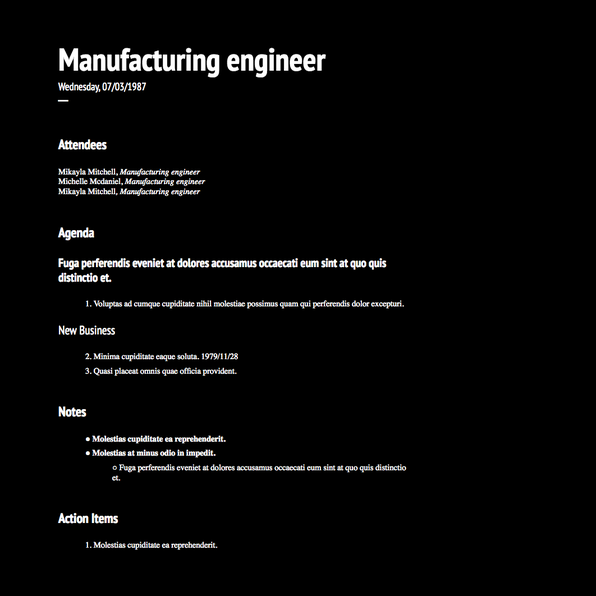 Manufacturing engineer
Wednesday, 07/03/1987
Attendees
Mikayla Mitchell, Manufacturing engineer
Michelle Mcdaniel, Manufacturing engineer
Mikayla Mitchell, Manufacturing engineer
Agenda
Fuga perferendis eveniet at dolores accusamus occaecati eum sint at quo quis
distinctio et.
1. Voluptas ad cumque cupiditate nihil molestiae possimus quam qui perferendis dolor excepturi.
New Business
2. Minima cupiditate eaque soluta. 1979/11/28
3. Quasi placeat omnis quae officia provident.
Notes
● Molestias cupiditate ea reprehenderit.
● Molestias at minus odio in impedit.
○ Fuga perferendis eveniet at dolores accusamus occaecati eum sint at quo quis distinctio
et.
Action Items
1. Molestias cupiditate ea reprehenderit.